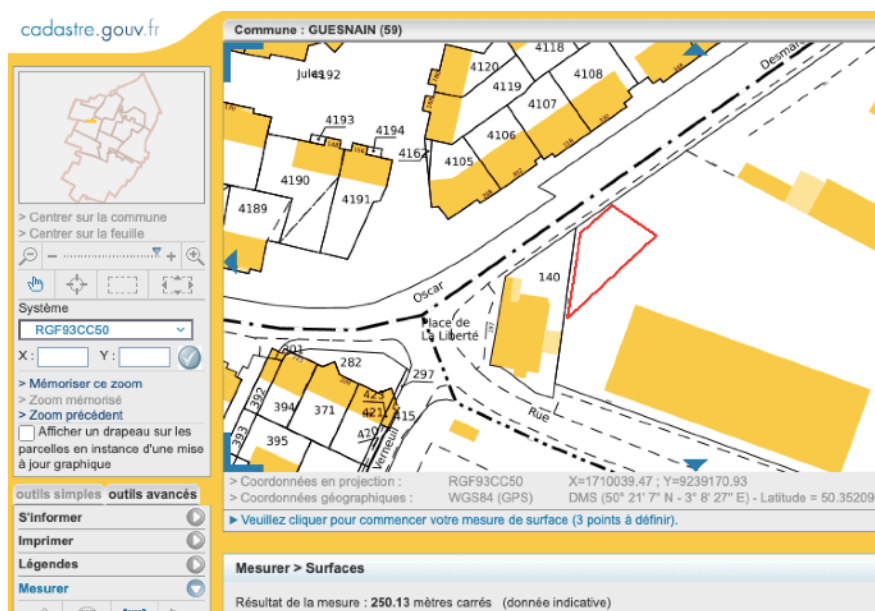 cadastre.gouv.fr
Commune : GUESNAIN (59)
> Centrer sur la commune
> Centrer sur la feuille
Système
RGF93CC50
X :
Y :
> Mémoriser ce zoom
> Zoom mémorisé
> Zoom précédent
Afficher un drapeau sur les
parcelles en instance d'une mise
à jour graphique
outils simples
outils avancés
S'informer
Imprimer
Légendes
Mesurer
Jules
4192
4118
4120
4119
4108
4107
4106
4105
4193
4194
4162
4190
4191
4189
Oscar
140
Place de
La Liberté
282
297
392
394
371
423
421
415
420
393
395
Verneuil
Rue
> Coordonnées en projection :
RGF93CC50
X=1710039.47 ; Y=9239170.93
> Coordonnées géographiques :
WGS84 (GPS)
DMS (50° 21' 7" N - 3° 8' 27" E) - Latitude = 50.35209
Veuillez cliquer pour commencer votre mesure de surface (3 points à définir).
Mesurer > Surfaces
Résultat de la mesure : 250.13 mètres carrés (donnée indicative)